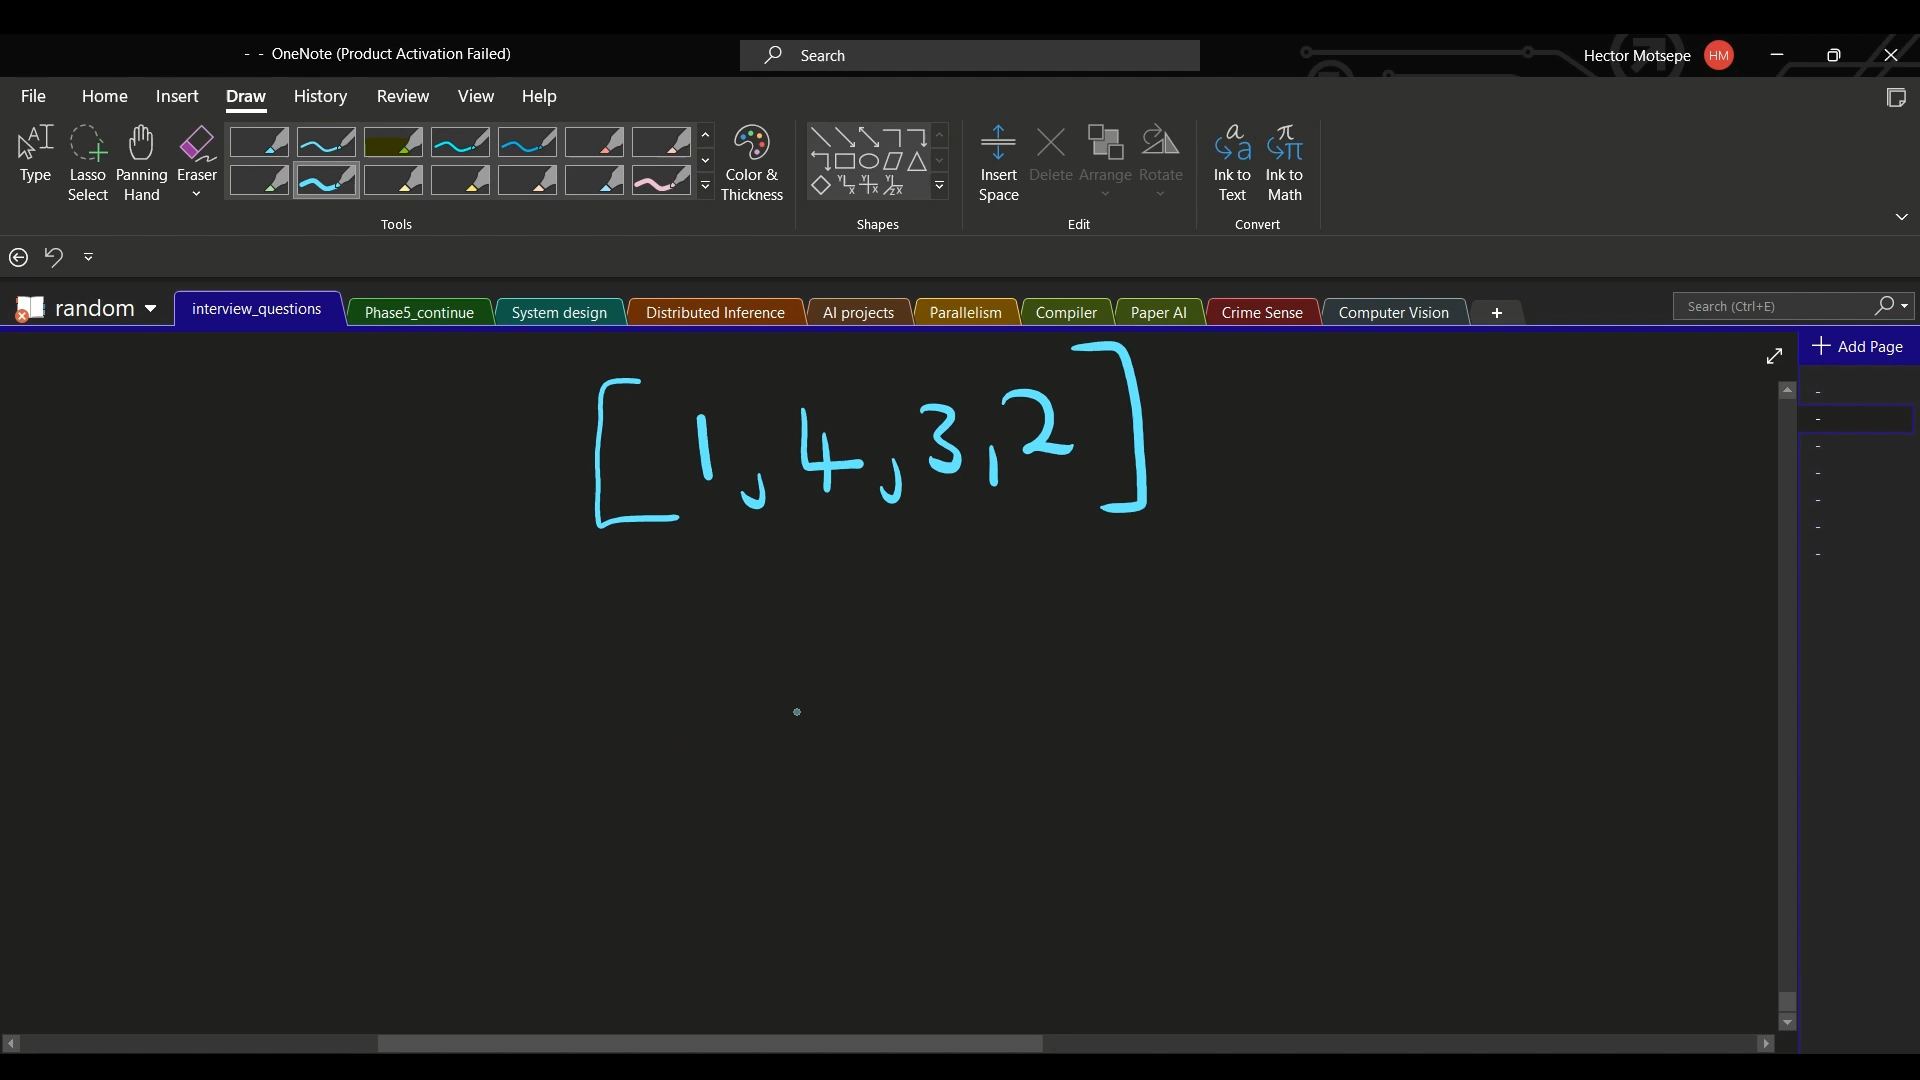 - - OneNote (Product Activation Failed)
Search
Hector Motsepe
HM
File Home Insert Draw History Review View Help
Type
Lasso Select
Panning Hand
Eraser
Color & Thickness
Insert Space
Delete
Arrange
Rotate
Ink to Text
Ink to Math
Tools
Shapes
Edit
Convert
random
interview_questions
Phase5_continue
System design
Distributed Inference
AI projects
Parallelism
Compiler
Paper AI
Crime Sense
Computer Vision
+
Search (Ctrl+E)
Add Page
-
-
-
-
-
-
-
[1,4,3,2]